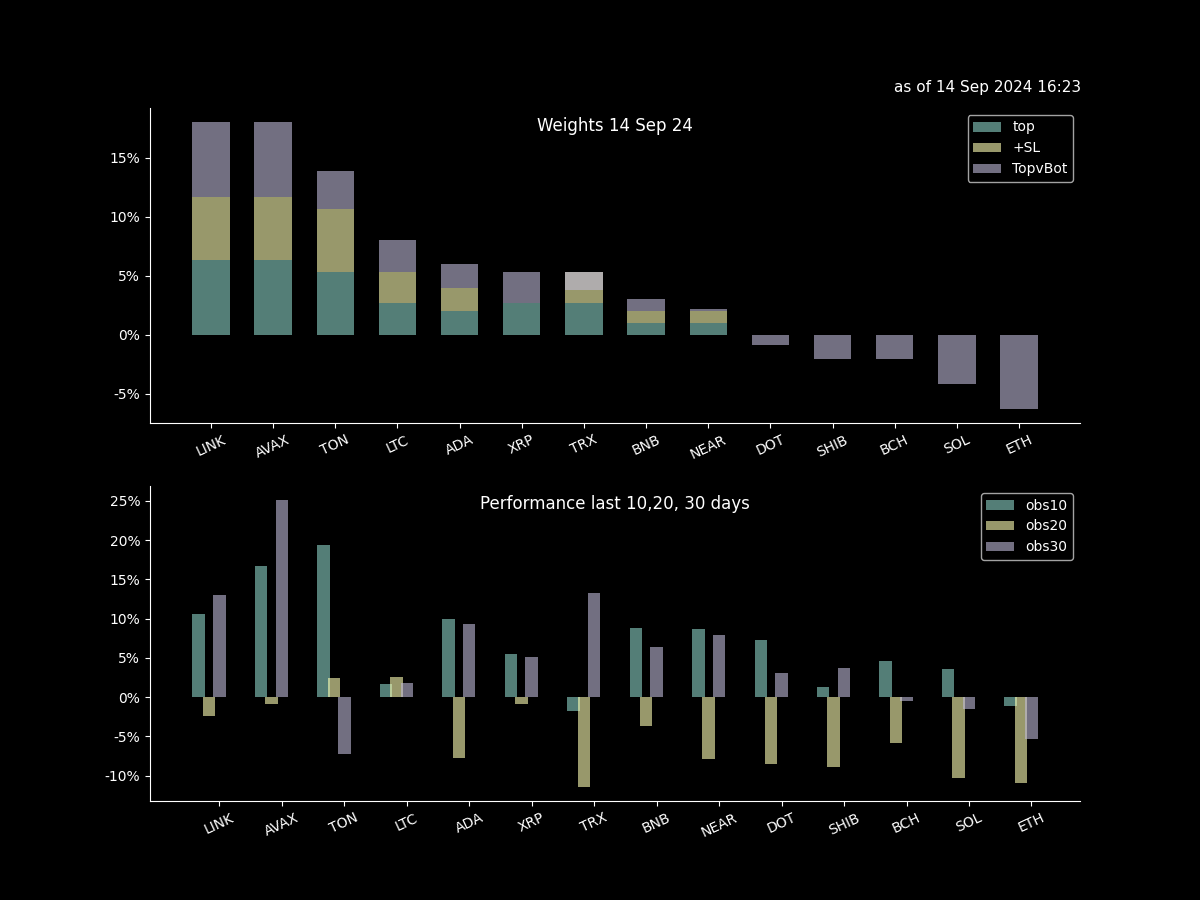 as of 14 Sep 2024 16:23
Weights 14 Sep 24
top
+SL
TopvBot
15%
10%
5%
0%
-5%
LINK AVAX TON LTC ADA XRP TRX BNB NEAR DOT SHIB BCH SOL ETH
Performance last 10,20, 30 days
obs10
obs20
obs30
25%
20%
15%
10%
5%
0%
-5%
-10%
LINK AVAX TON LTC ADA XRP TRX BNB NEAR DOT SHIB BCH SOL ETH